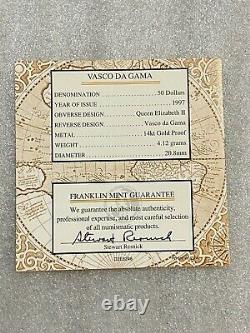 VASCO DA GAMA
DENOMINATION 50 Dollars
YEAR OF ISSUE 1997
OBVERSE DESIGN Queen Elizabeth II
REVERSE DESIGN Vasco da Gama
METAL 14kt Gold Proof
WEIGHT 4.12 grams
DIAMETER 20.8mm
FRANKLIN MINT GUARANTEE
We guarantee the absolute authenticity,
professional expertise, and most careful selection
of all numismatic products.
Stewart Resnick
Stewart Resnick